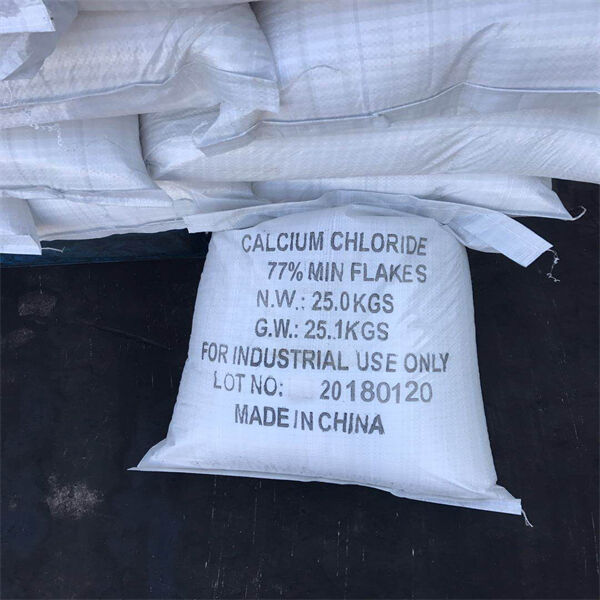 CALCIUM CHLORIDE
77% MIN FLAKES
N.W.: 25.0KGS
G.W.: 25.1KGS
FOR INDUSTRIAL USE ONLY
LOT NO: 20180120
MADE IN CHINA